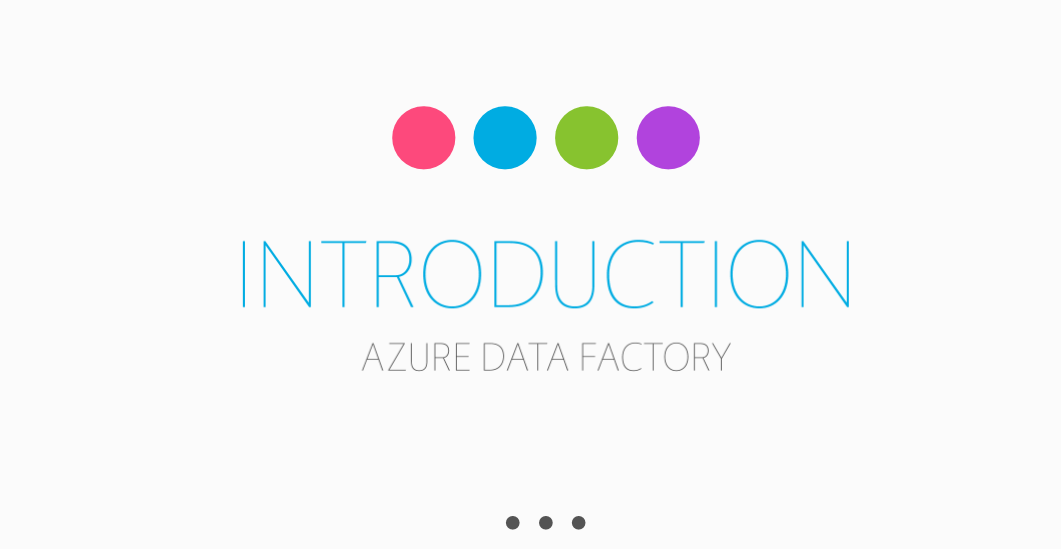 INTRODUCTION
AZURE DATA FACTORY